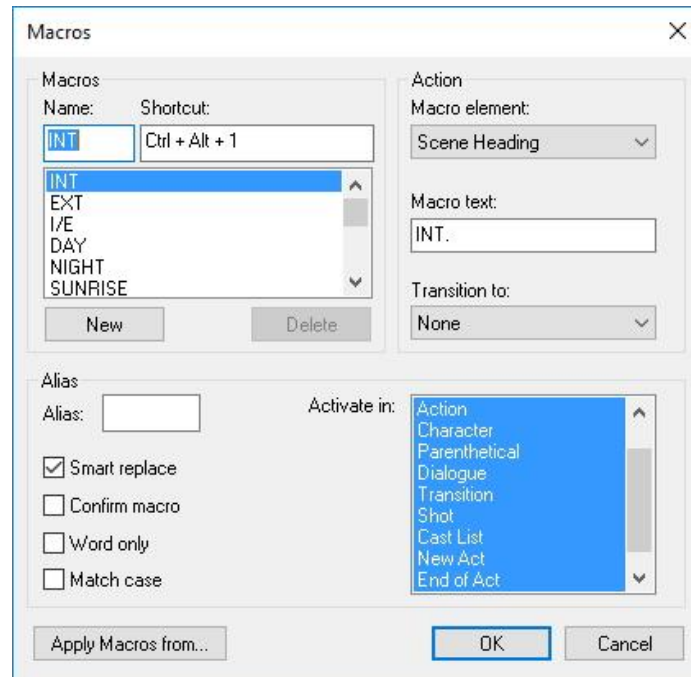 Macros
Macros
Name: Shortcut:
INT Ctrl + Alt + 1
INT
EXT
I/E
DAY
NIGHT
SUNRISE
New Delete
Action
Macro element:
Scene Heading
Macro text:
INT.
Transition to:
None
Alias
Alias:
Smart replace
Confirm macro
Word only
Match case
Activate in:
Action
Character
Parenthetical
Dialogue
Transition
Shot
Cast List
New Act
End of Act
Apply Macros from... OK Cancel